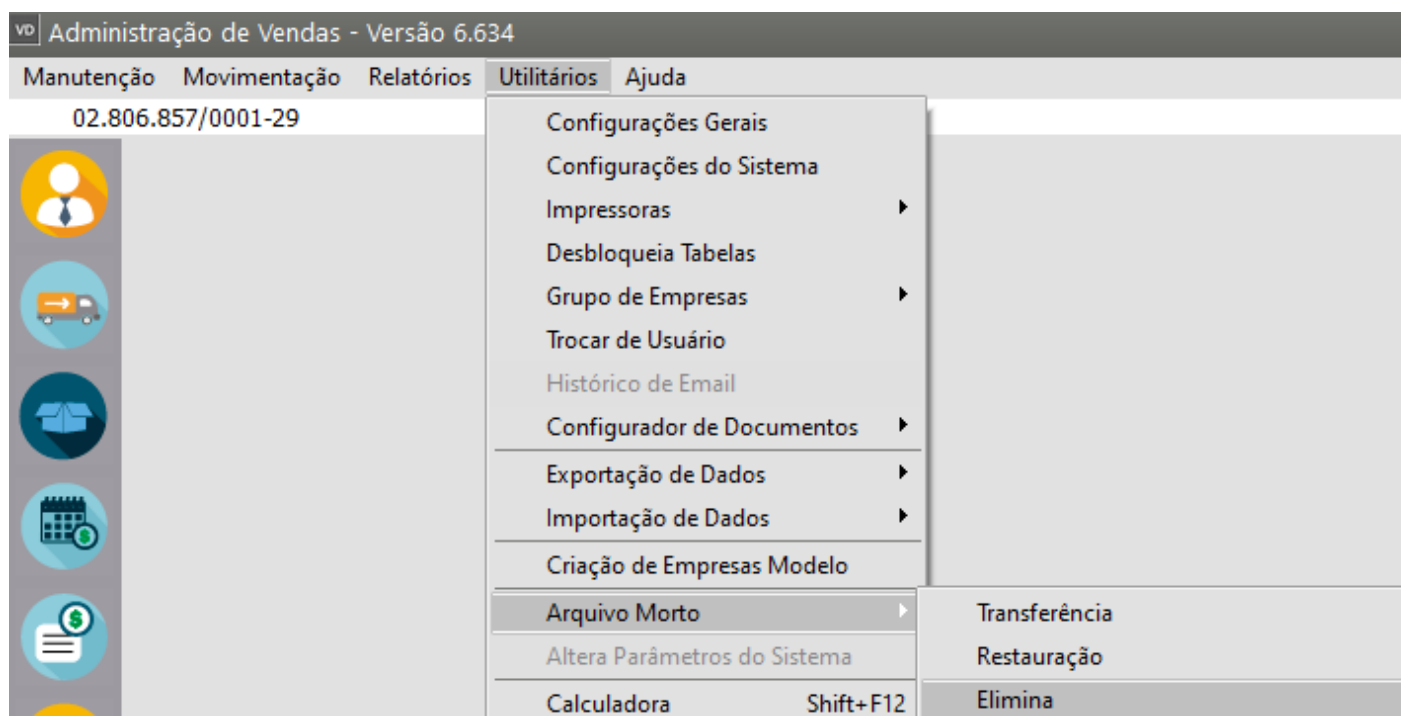 VD Administração de Vendas - Versão 6.634
Manutenção Movimentação Relatórios Utilitários Ajuda
02.806.857/0001-29
Configurações Gerais
Configurações do Sistema
Impressoras
Desbloqueia Tabelas
Grupo de Empresas
Trocar de Usuário
Histórico de Email
Configurador de Documentos
Exportação de Dados
Importação de Dados
Criação de Empresas Modelo
Arquivo Morto Transferência
Altera Parâmetros do Sistema Restauração
Calculadora Shift+F12 Elimina